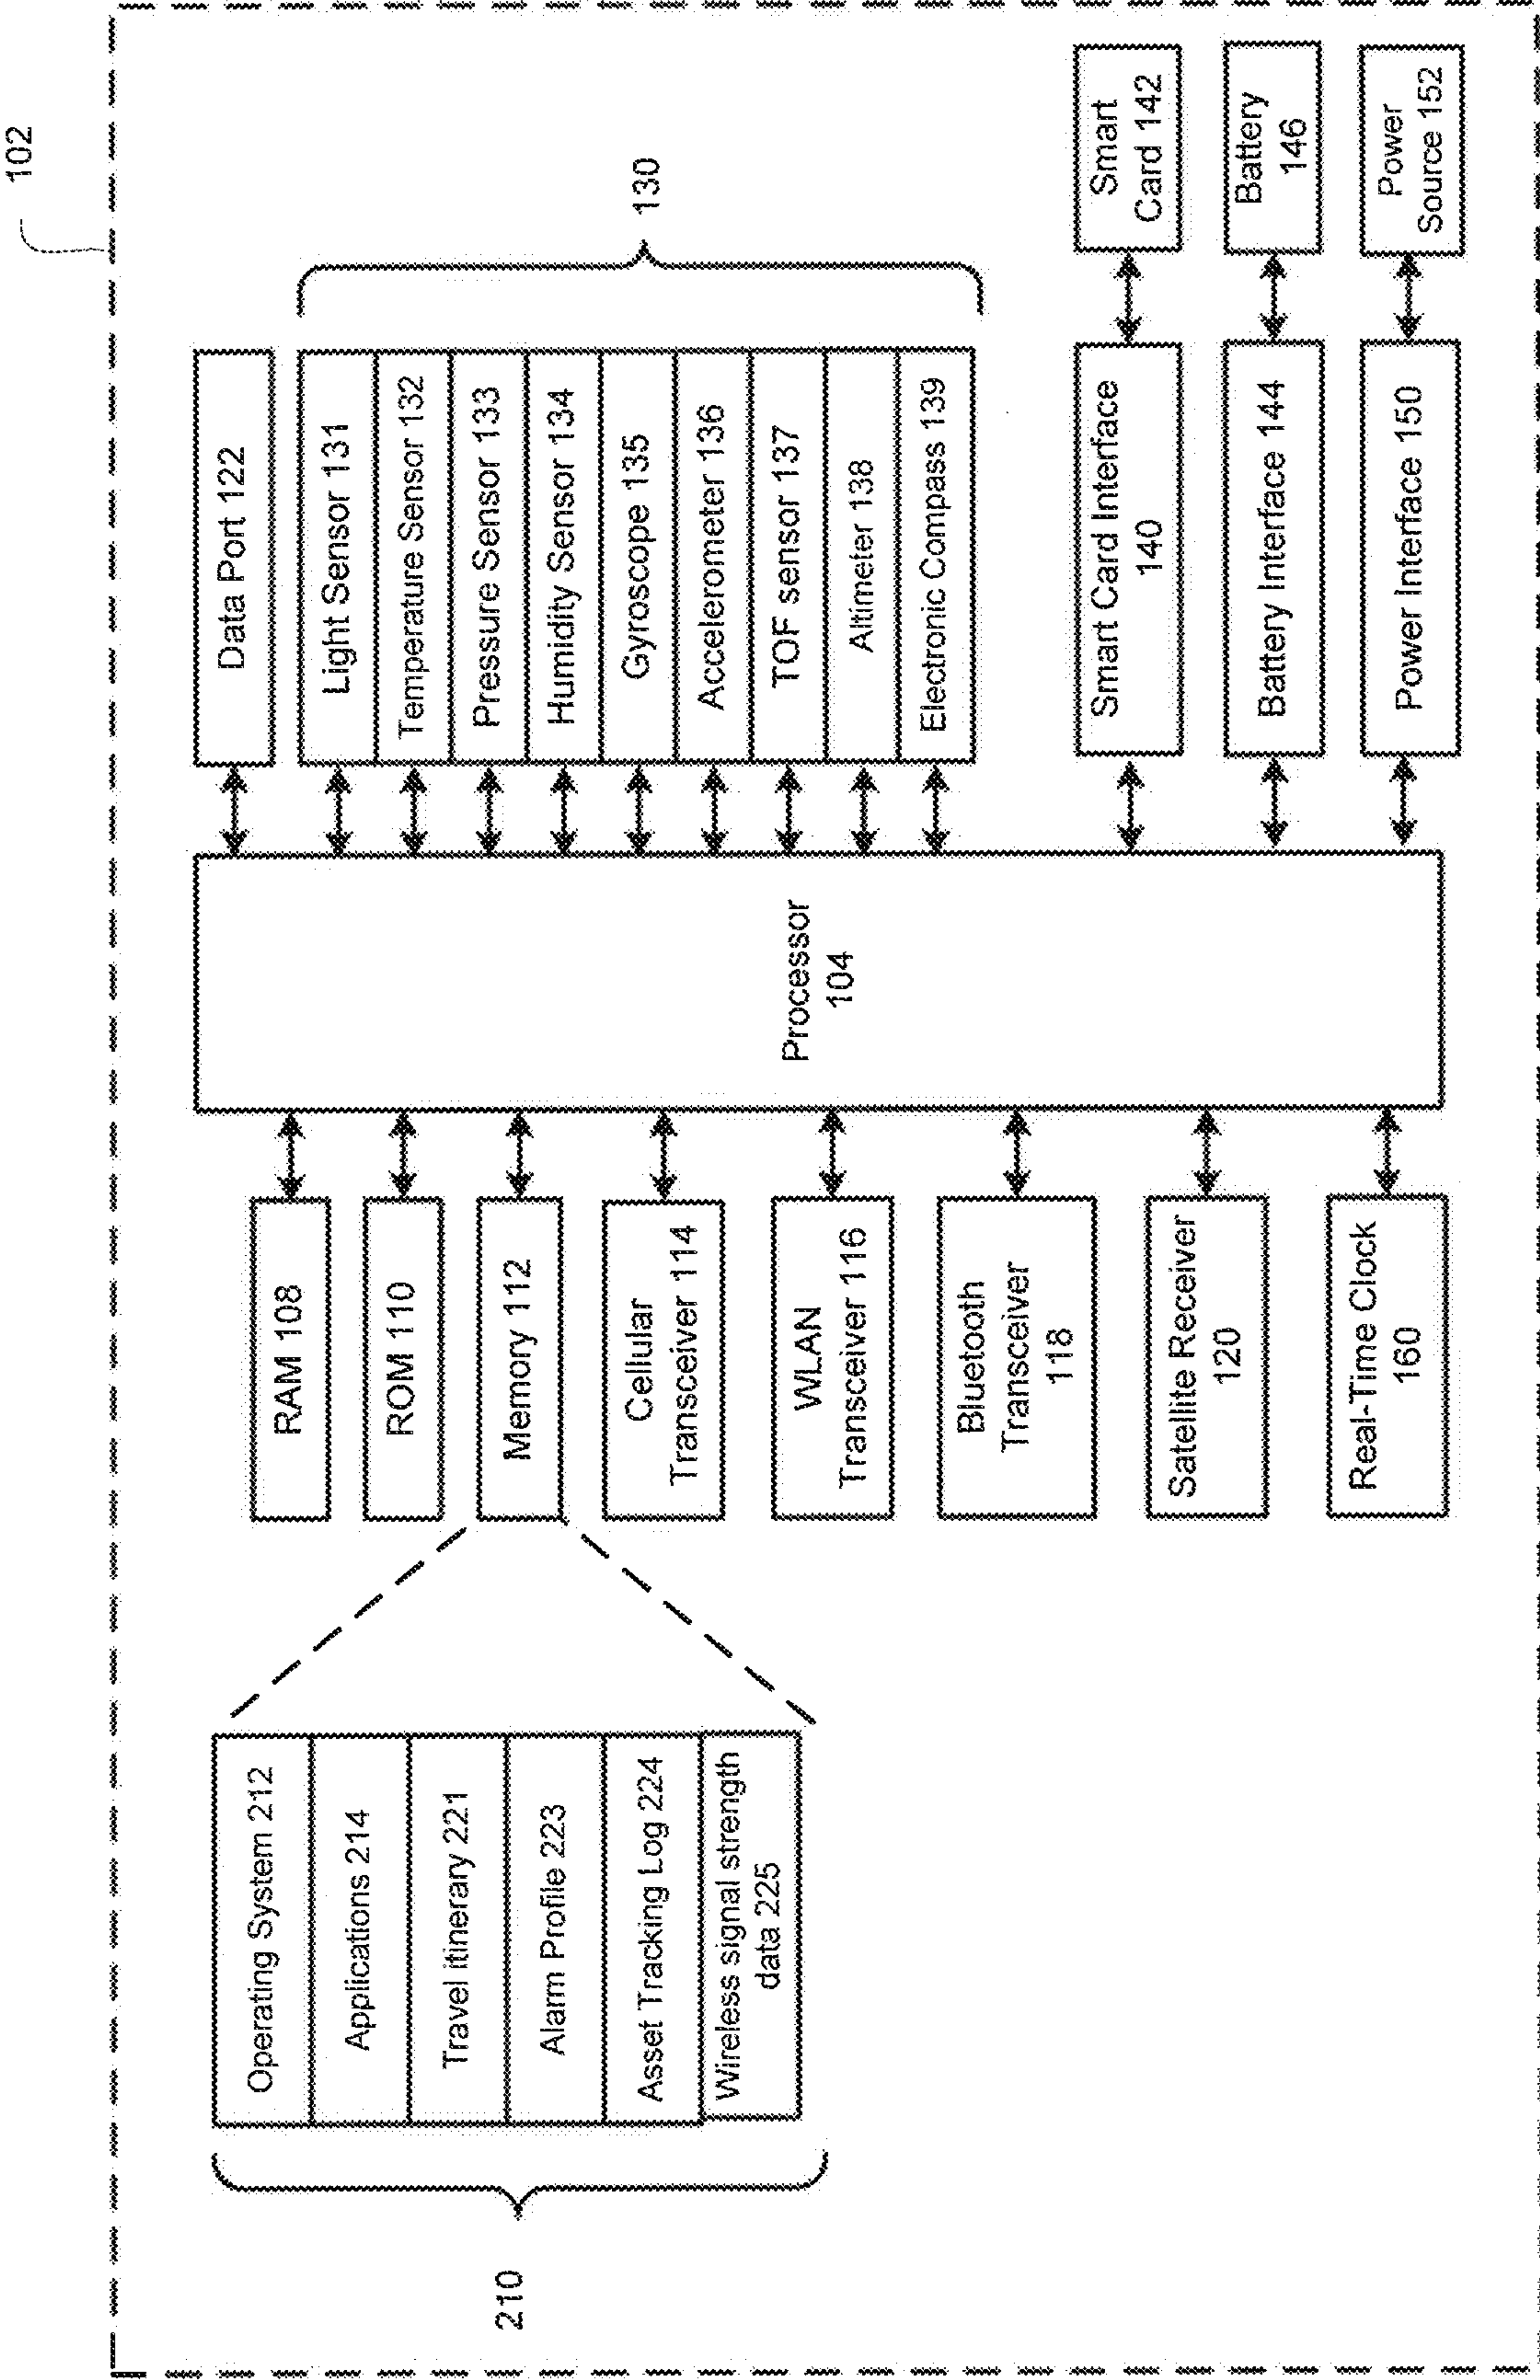 102
Operating System 212
Applications 214
Travel itinerary 221
Alarm Profile 223
Asset Tracking Log 224
Wireless signal strength
data 225
210
RAM 108
ROM 110
Memory 112
Cellular
Transceiver 114
WLAN
Transceiver 116
Bluetooth
Transceiver
118
Satellite Receiver
120
Real-Time Clock
160
Processor
104
Data Port 122
Light Sensor 131
Temperature Sensor 132
Pressure Sensor 133
Humidity Sensor 134
Gyroscope 135
Accelerometer 136
TOF sensor 137
Altimeter 138
Electronic Compass 139
130
Smart Card Interface
140
Battery Interface 144
Power Interface 150
Smart
Card 142
Battery
146
Power
Source 152